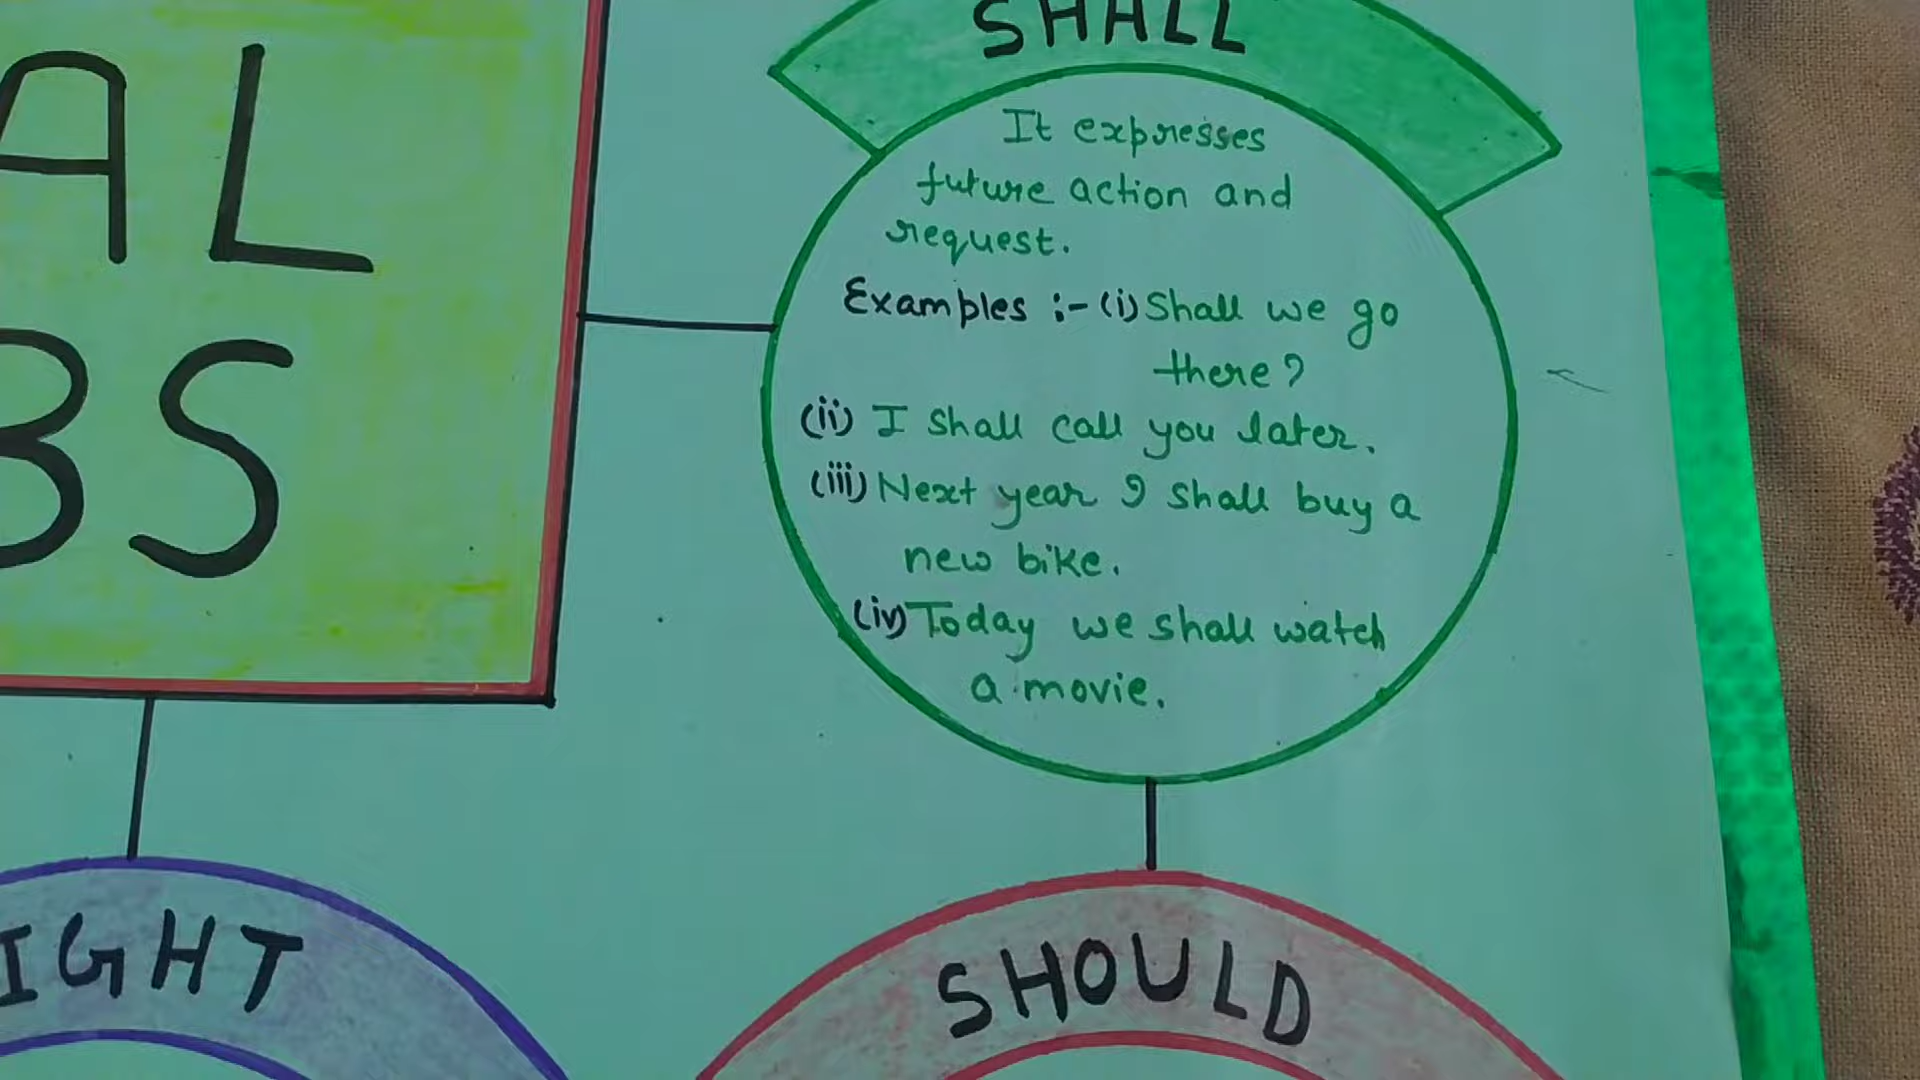 AL
BS
SHALL
It expresses
future action and
request.
Examples :- (i) Shall we go
there?
(ii) I shall call you later.
(iii) Next year I shall buy a
new bike.
(iv) Today we shall watch
a movie.
IGHT
SHOULD